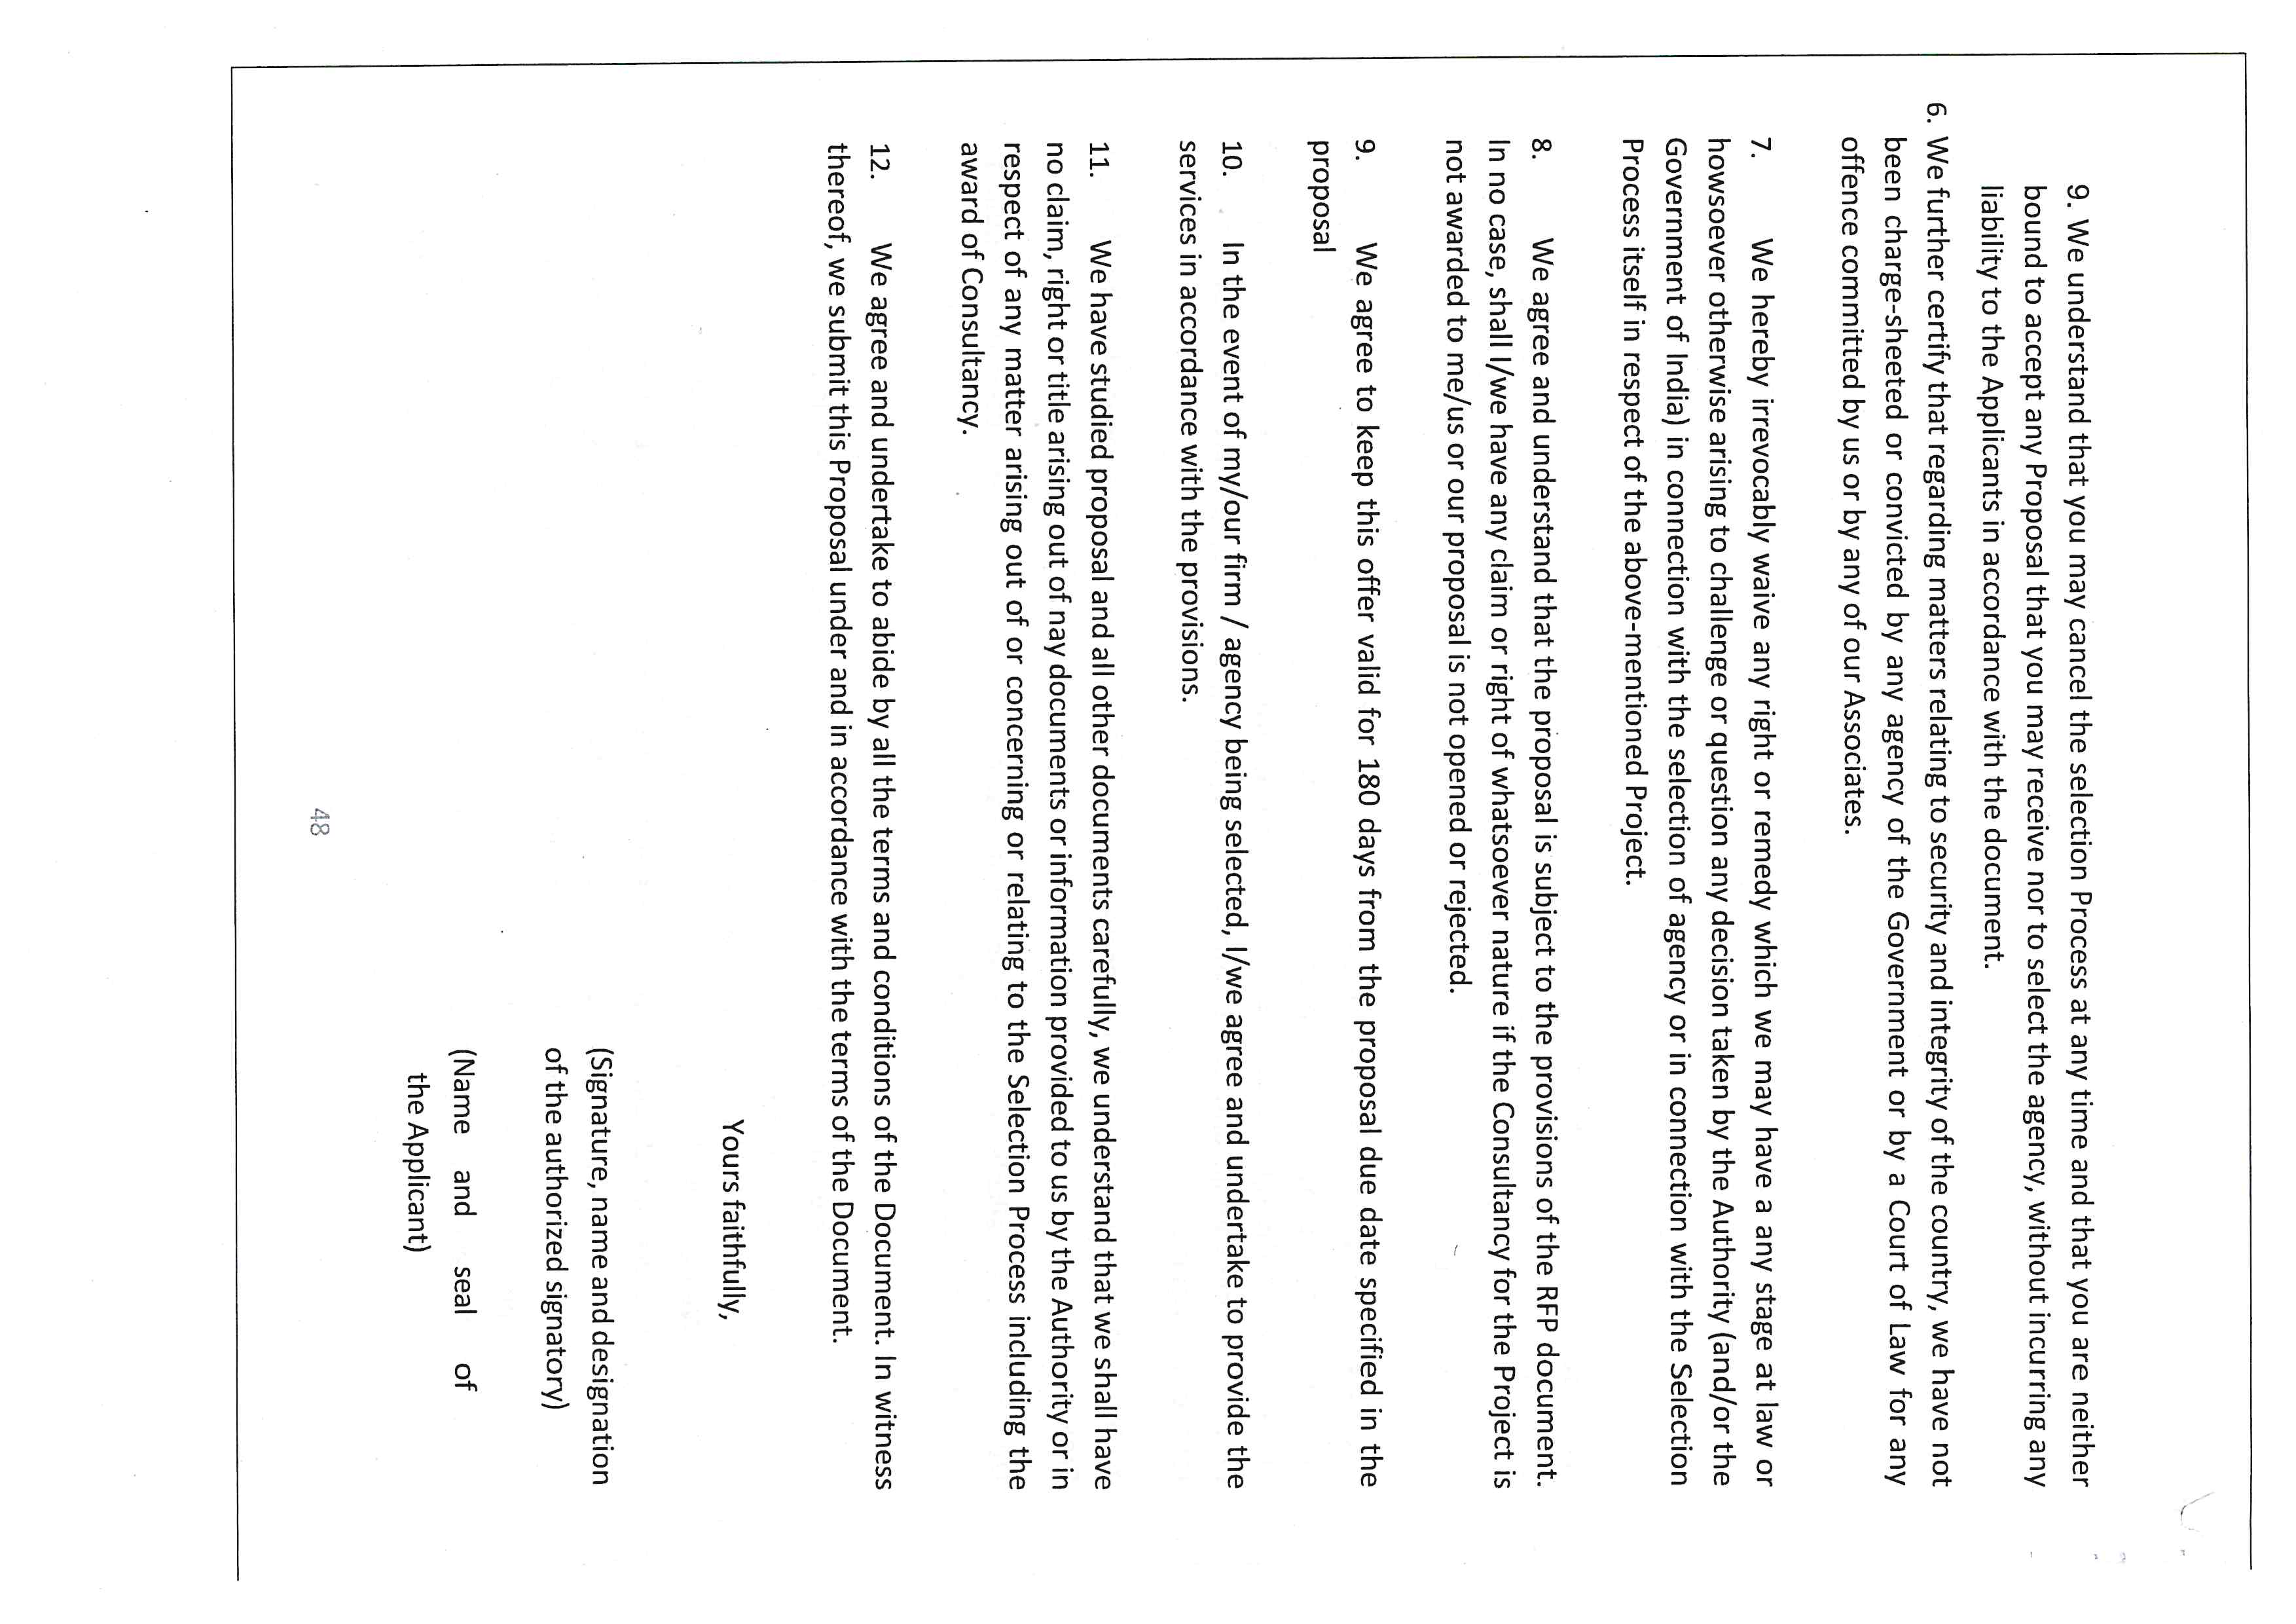 9. We understand that you may cancel the selection Process at any time and that you are neither
bound to accept any Proposal that you may receive nor to select the agency, without incurring any
liability to the Applicants in accordance with the document.
6. We further certify that regarding matters relating to security and integrity of the country, we have not
been charge-sheeted or convicted by any agency of the Government or by a Court of Law for any
offence committed by us or by any of our Associates.
7. We hereby irrevocably waive any right or remedy which we may have a any stage at law or
howsoever otherwise arising to challenge or question any decision taken by the Authority (and/or the
Government of India) in connection with the selection of agency or in connection with the Selection
Process itself in respect of the above-mentioned Project.
8. We agree and understand that the proposal is subject to the provisions of the RFP document.
In no case, shall I/we have any claim or right of whatsoever nature if the Consultancy for the Project is
not awarded to me/us or our proposal is not opened or rejected.
9. We agree to keep this offer valid for 180 days from the proposal due date specified in the
proposal
10. In the event of my/our firm / agency being selected, I/we agree and undertake to provide the
services in accordance with the provisions.
11. We have studied proposal and all other documents carefully, we understand that we shall have
no claim, right or title arising out of nay documents or information provided to us by the Authority or in
respect of any matter arising out of or concerning or relating to the Selection Process including the
award of Consultancy.
12. We agree and undertake to abide by all the terms and conditions of the Document. In witness
thereof, we submit this Proposal under and in accordance with the terms of the Document.
Yours faithfully,
(Signature, name and designation
of the authorized signatory)
(Name and seal of
the Applicant)
48